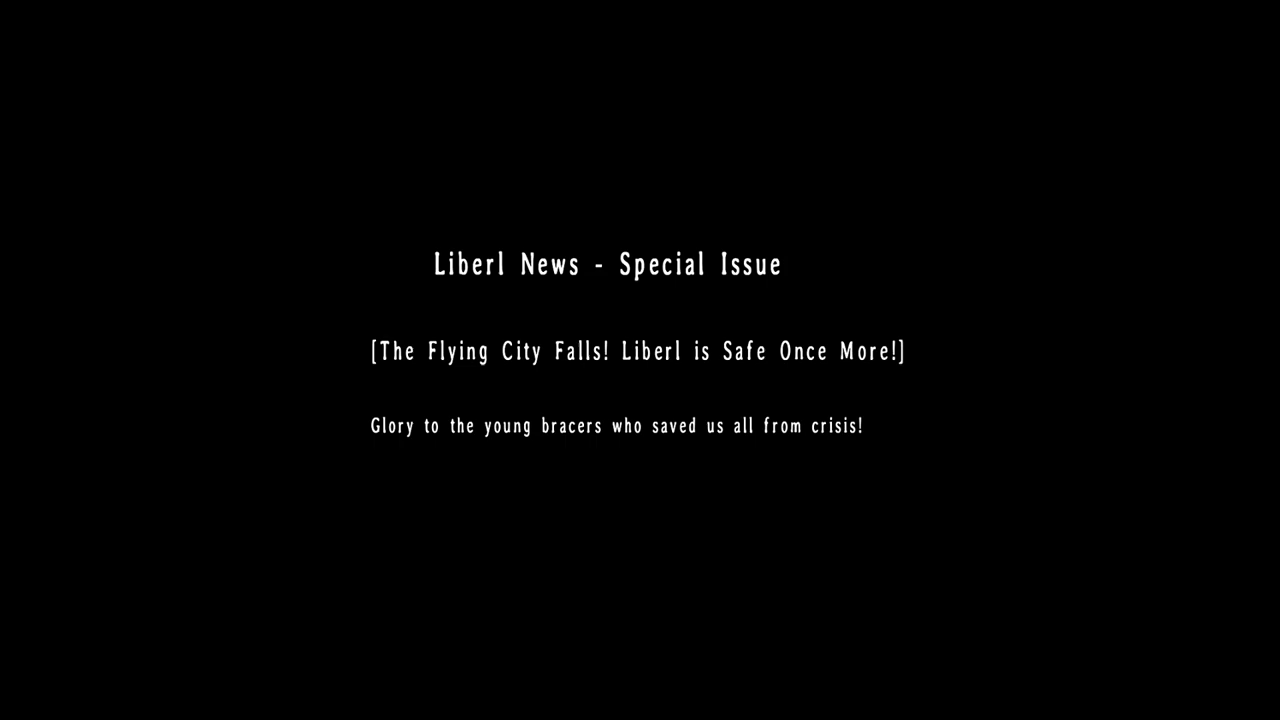 Liberl News - Special Issue
[The Flying City Falls! Liberl is Safe Once More!]
Glory to the young bracers who saved us all from crisis!